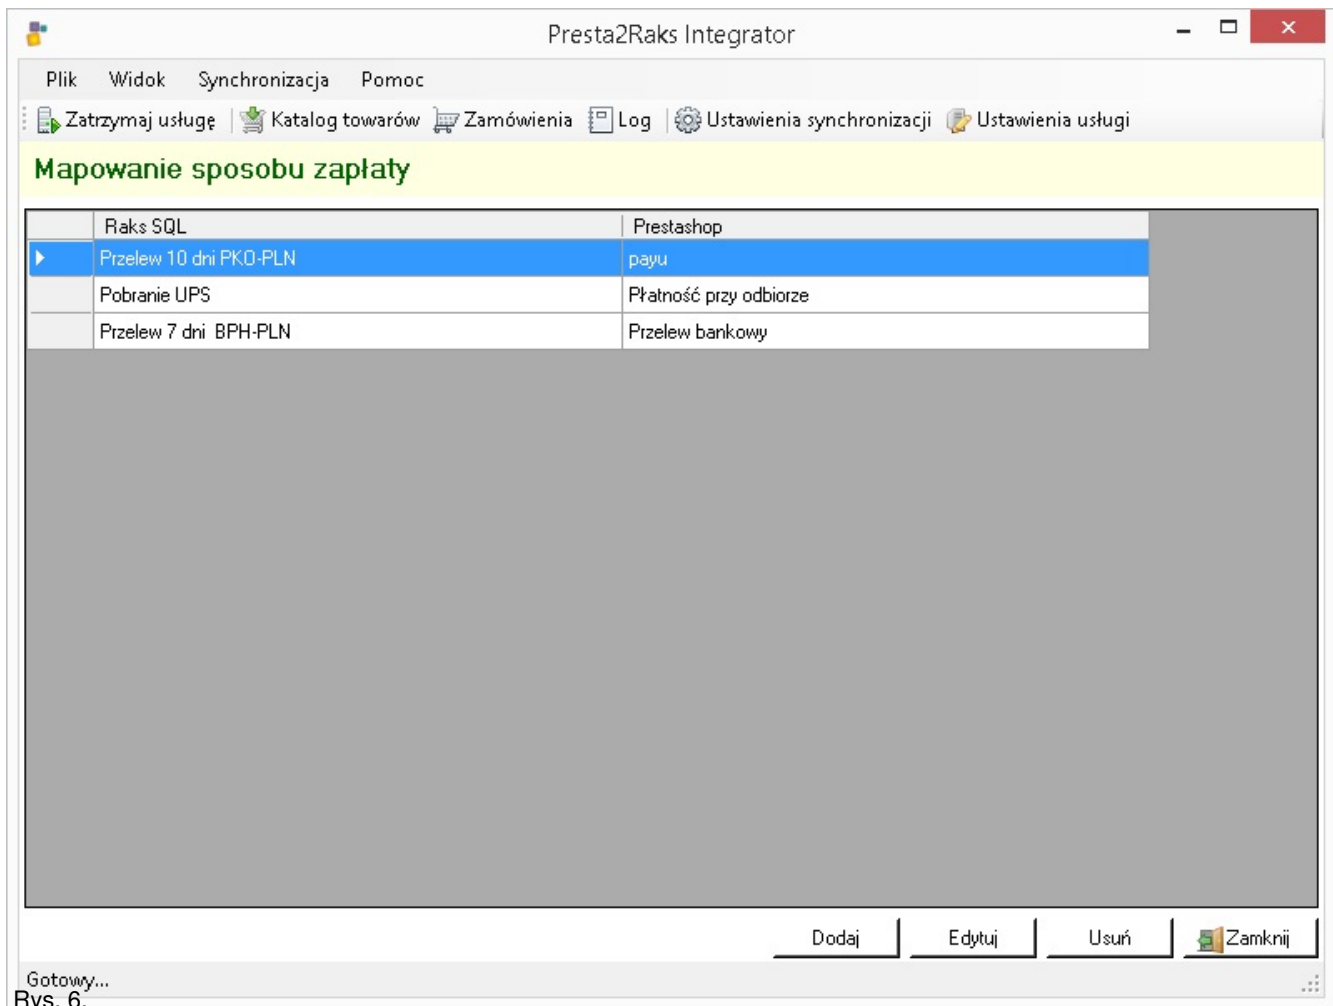 Presta2Raks Integrator
Plik Widok Synchronizacja Pomoc
Zatrzymaj usługę Katalog towarów Zamówienia Log Ustawienia synchronizacji Ustawienia usługi
Mapowanie sposobu zapłaty
Raks SQL Prestashop
Przelew 10 dni PKO-PLN payu
Pobranie UPS Płatność przy odbiorze
Przelew 7 dni BPH-PLN Przelew bankowy
Dodaj Edytuj Usuń Zamknij
Gotowy...
Rys. 6.